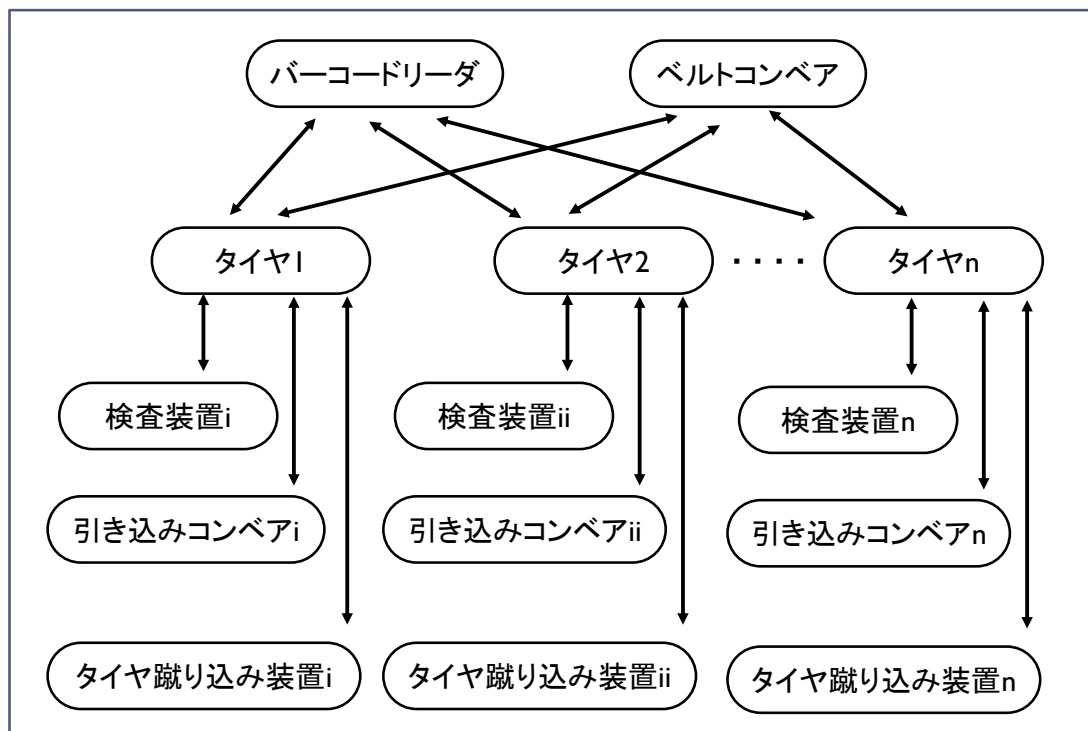 バーコードリーダ
ベルトコンベア
タイヤ1
タイヤ2
・・・・
タイヤn
検査装置i
検査装置ii
検査装置n
引き込みコンベアi
引き込みコンベアii
引き込みコンベアn
タイヤ蹴り込み装置i
タイヤ蹴り込み装置ii
タイヤ蹴り込み装置n